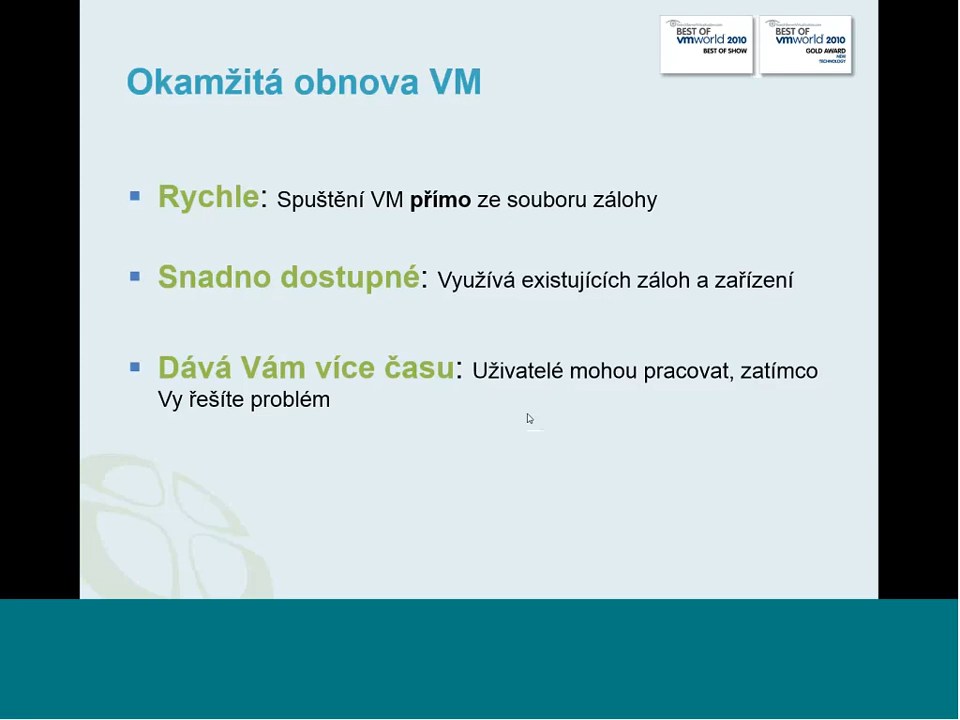 BEST OF
vmworld 2010
BEST OF SHOW
BEST OF
vmworld 2010
GOLD AWARD
NEW
TECHNOLOGY
Okamžitá obnova VM
Rychle: Spuštění VM přímo ze souboru zálohy
Snadno dostupné: Využívá existujících záloh a zařízení
Dává Vám více času: Uživatelé mohou pracovat, zatímco
Vy řešíte problém